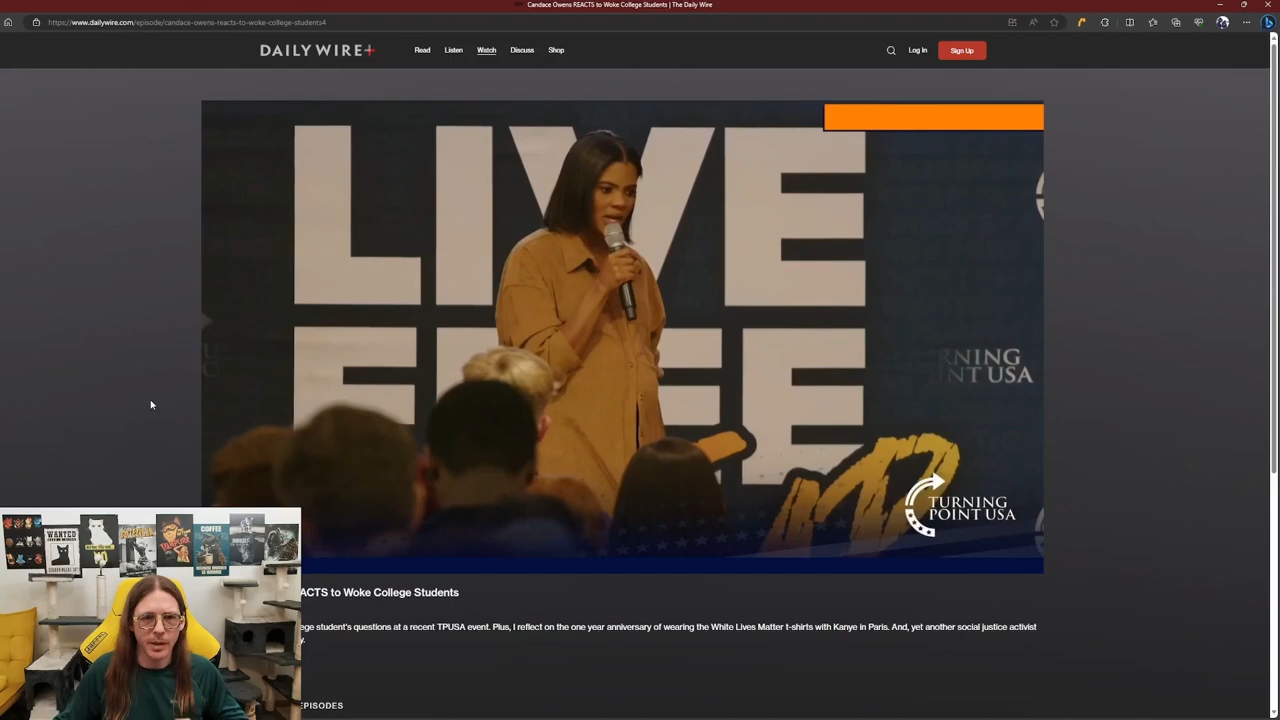 Candace Owens REACTS to Woke College Students | The Daily Wire
https://www.dailywire.com/episode/candace-owens-reacts-to-woke-college-students4
DAILYWIRE+ Read Listen Watch Discuss Shop Log In Sign Up
LIVE
FREE
TURNING
POINT USA
RNING
INT USA
ACTS to Woke College Students
ege student's questions at a recent TPUSA event. Plus, I reflect on the one year anniversary of wearing the White Lives Matter t-shirts with Kanye in Paris. And, yet another social justice activist
EPISODES
WANTED
COFFEE